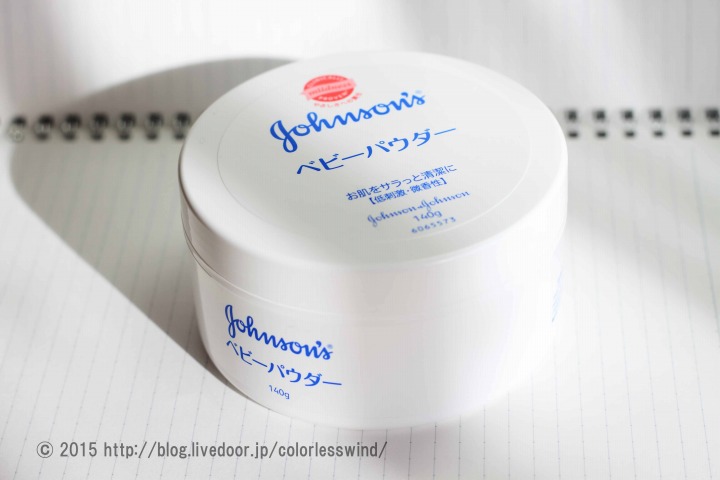 Johnson's®
ベビーパウダー
お肌をサラっと清潔に
【低刺激・微香性】
Johnson & Johnson
140g
6065573
Johnson's®
ベビーパウダー
140g
© 2015 http://blog.livedoor.jp/colorlesswind/